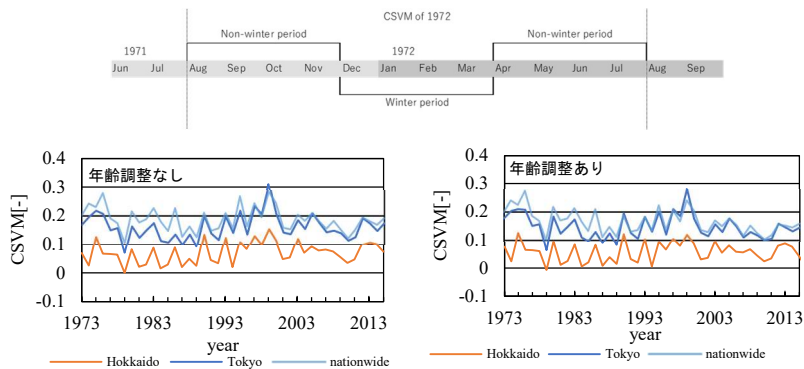 CSVM of 1972
Non-winter period
Non-winter period
1971
1972
Jun Jul Aug Sep Oct Nov Dec Jan Feb Mar Apr May Jun Jul Aug Sep
Winter period
年齢調整なし
CSVM[-]
0.4
0.3
0.2
0.1
0
-0.1
1973 1983 1993 2003 2013
year
Hokkaido Tokyo nationwide
年齢調整あり
CSVM[-]
0.4
0.3
0.2
0.1
0
-0.1
1973 1983 1993 2003 2013
year
Hokkaido Tokyo nationwide